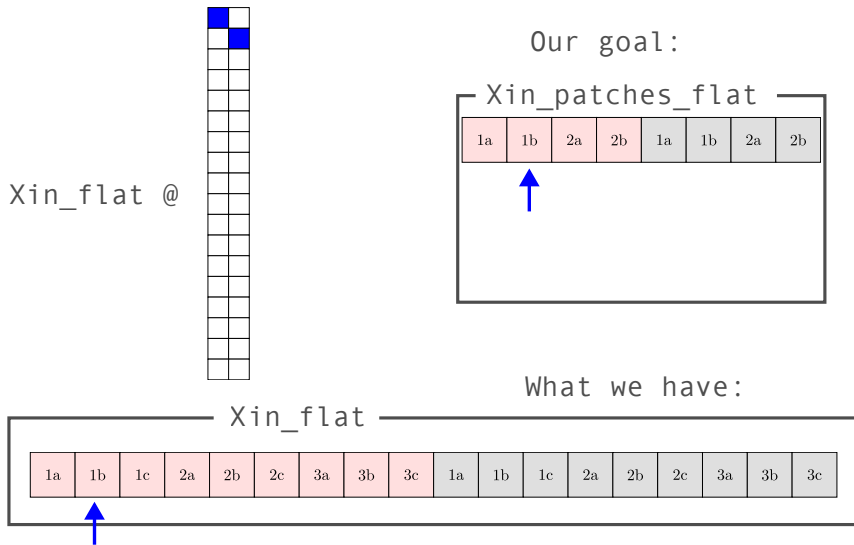 Our goal:
Xin_patches_flat
1a 1b 2a 2b 1a 1b 2a 2b
Xin_flat @
What we have:
Xin_flat
1a 1b 1c 2a 2b 2c 3a 3b 3c 1a 1b 1c 2a 2b 2c 3a 3b 3c